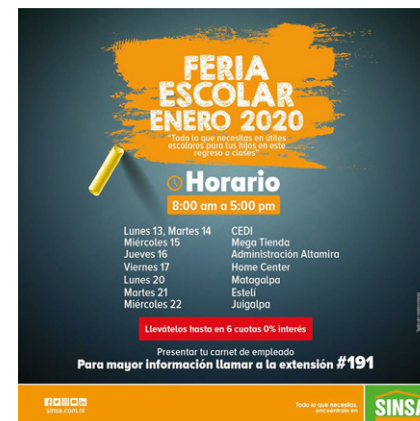 FERIA
ESCOLAR
ENERO 2020
"Todo lo que necesitas en útiles
escolares para tus hijos en este
regreso a clases"
Horario
8:00 am a 5:00 pm
Lunes 13, Martes 14 CEDI
Miércoles 15 Mega Tienda
Jueves 16 Administración Altamira
Viernes 17 Home Center
Lunes 20 Matagalpa
Martes 21 Estelí
Miércoles 22 Juigalpa
Llevátelos hasta en 6 cuotas 0% interés
Presentar tu carnet de empleado
Para mayor información llamar a la extensión #191
sinsa.com.ni
Todo lo que necesitas,
encuéntralo en
SINSA